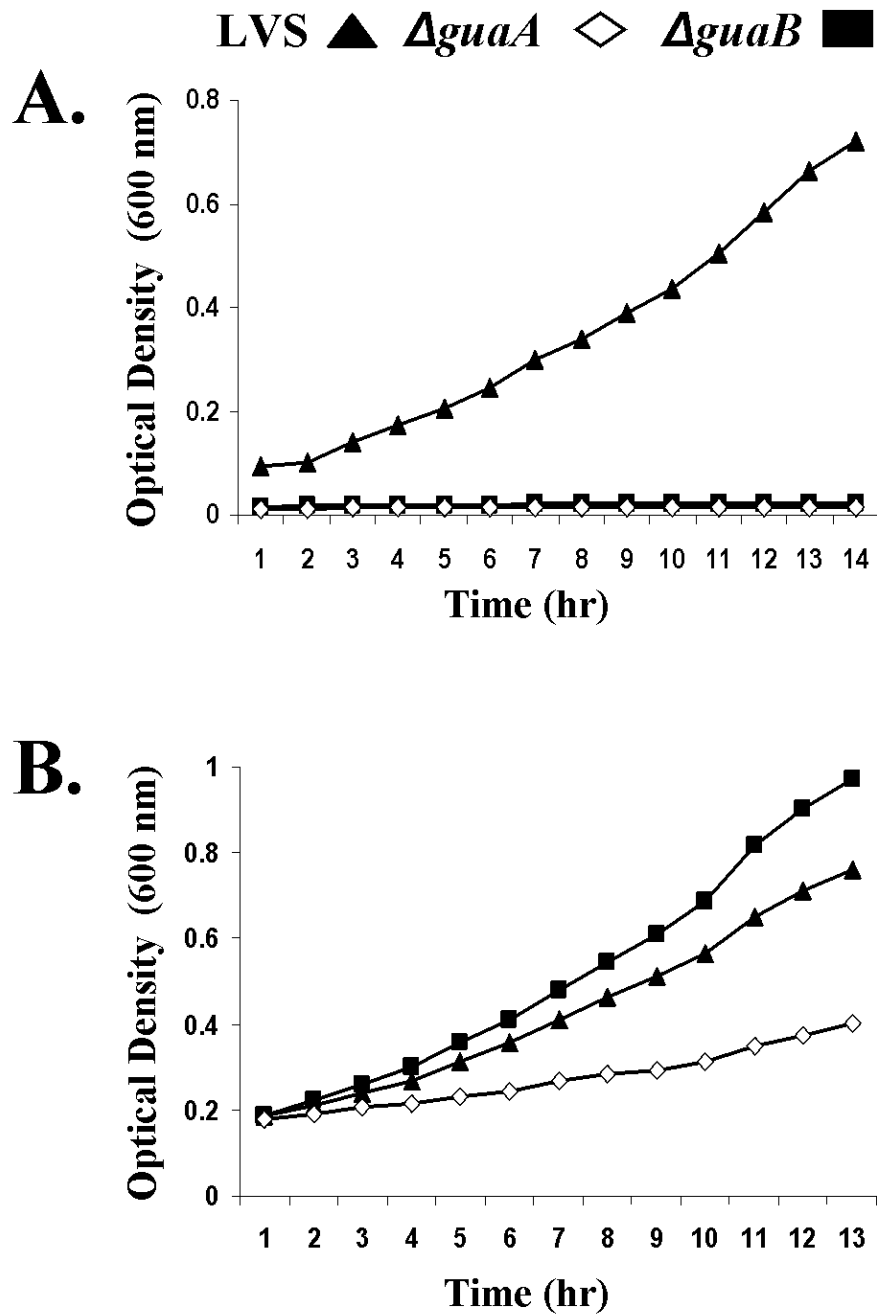 LVS ▲ ΔguaA ◇ ΔguaB ■
A.
Optical Density (600 nm)
0.8
0.6
0.4
0.2
0
1 2 3 4 5 6 7 8 9 10 11 12 13 14
Time (hr)
B.
Optical Density (600 nm)
1
0.8
0.6
0.4
0.2
0
1 2 3 4 5 6 7 8 9 10 11 12 13
Time (hr)